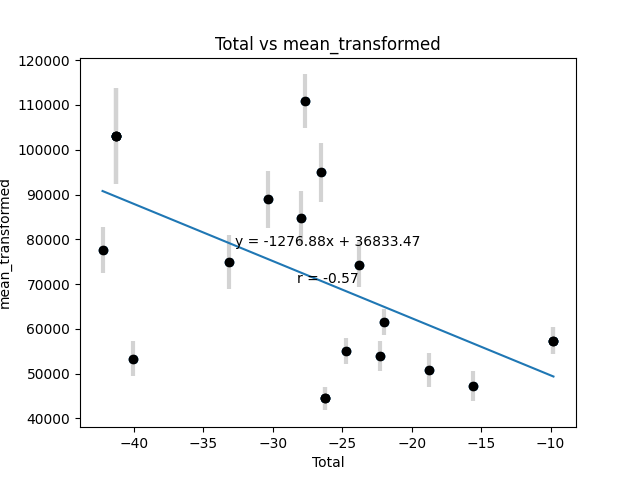 Total vs mean_transformed
120000
110000
100000
90000
80000
70000
60000
50000
40000
mean_transformed
y = -1276.88x + 36833.47
r = -0.57
−40 −35 −30 −25 −20 −15 −10
Total